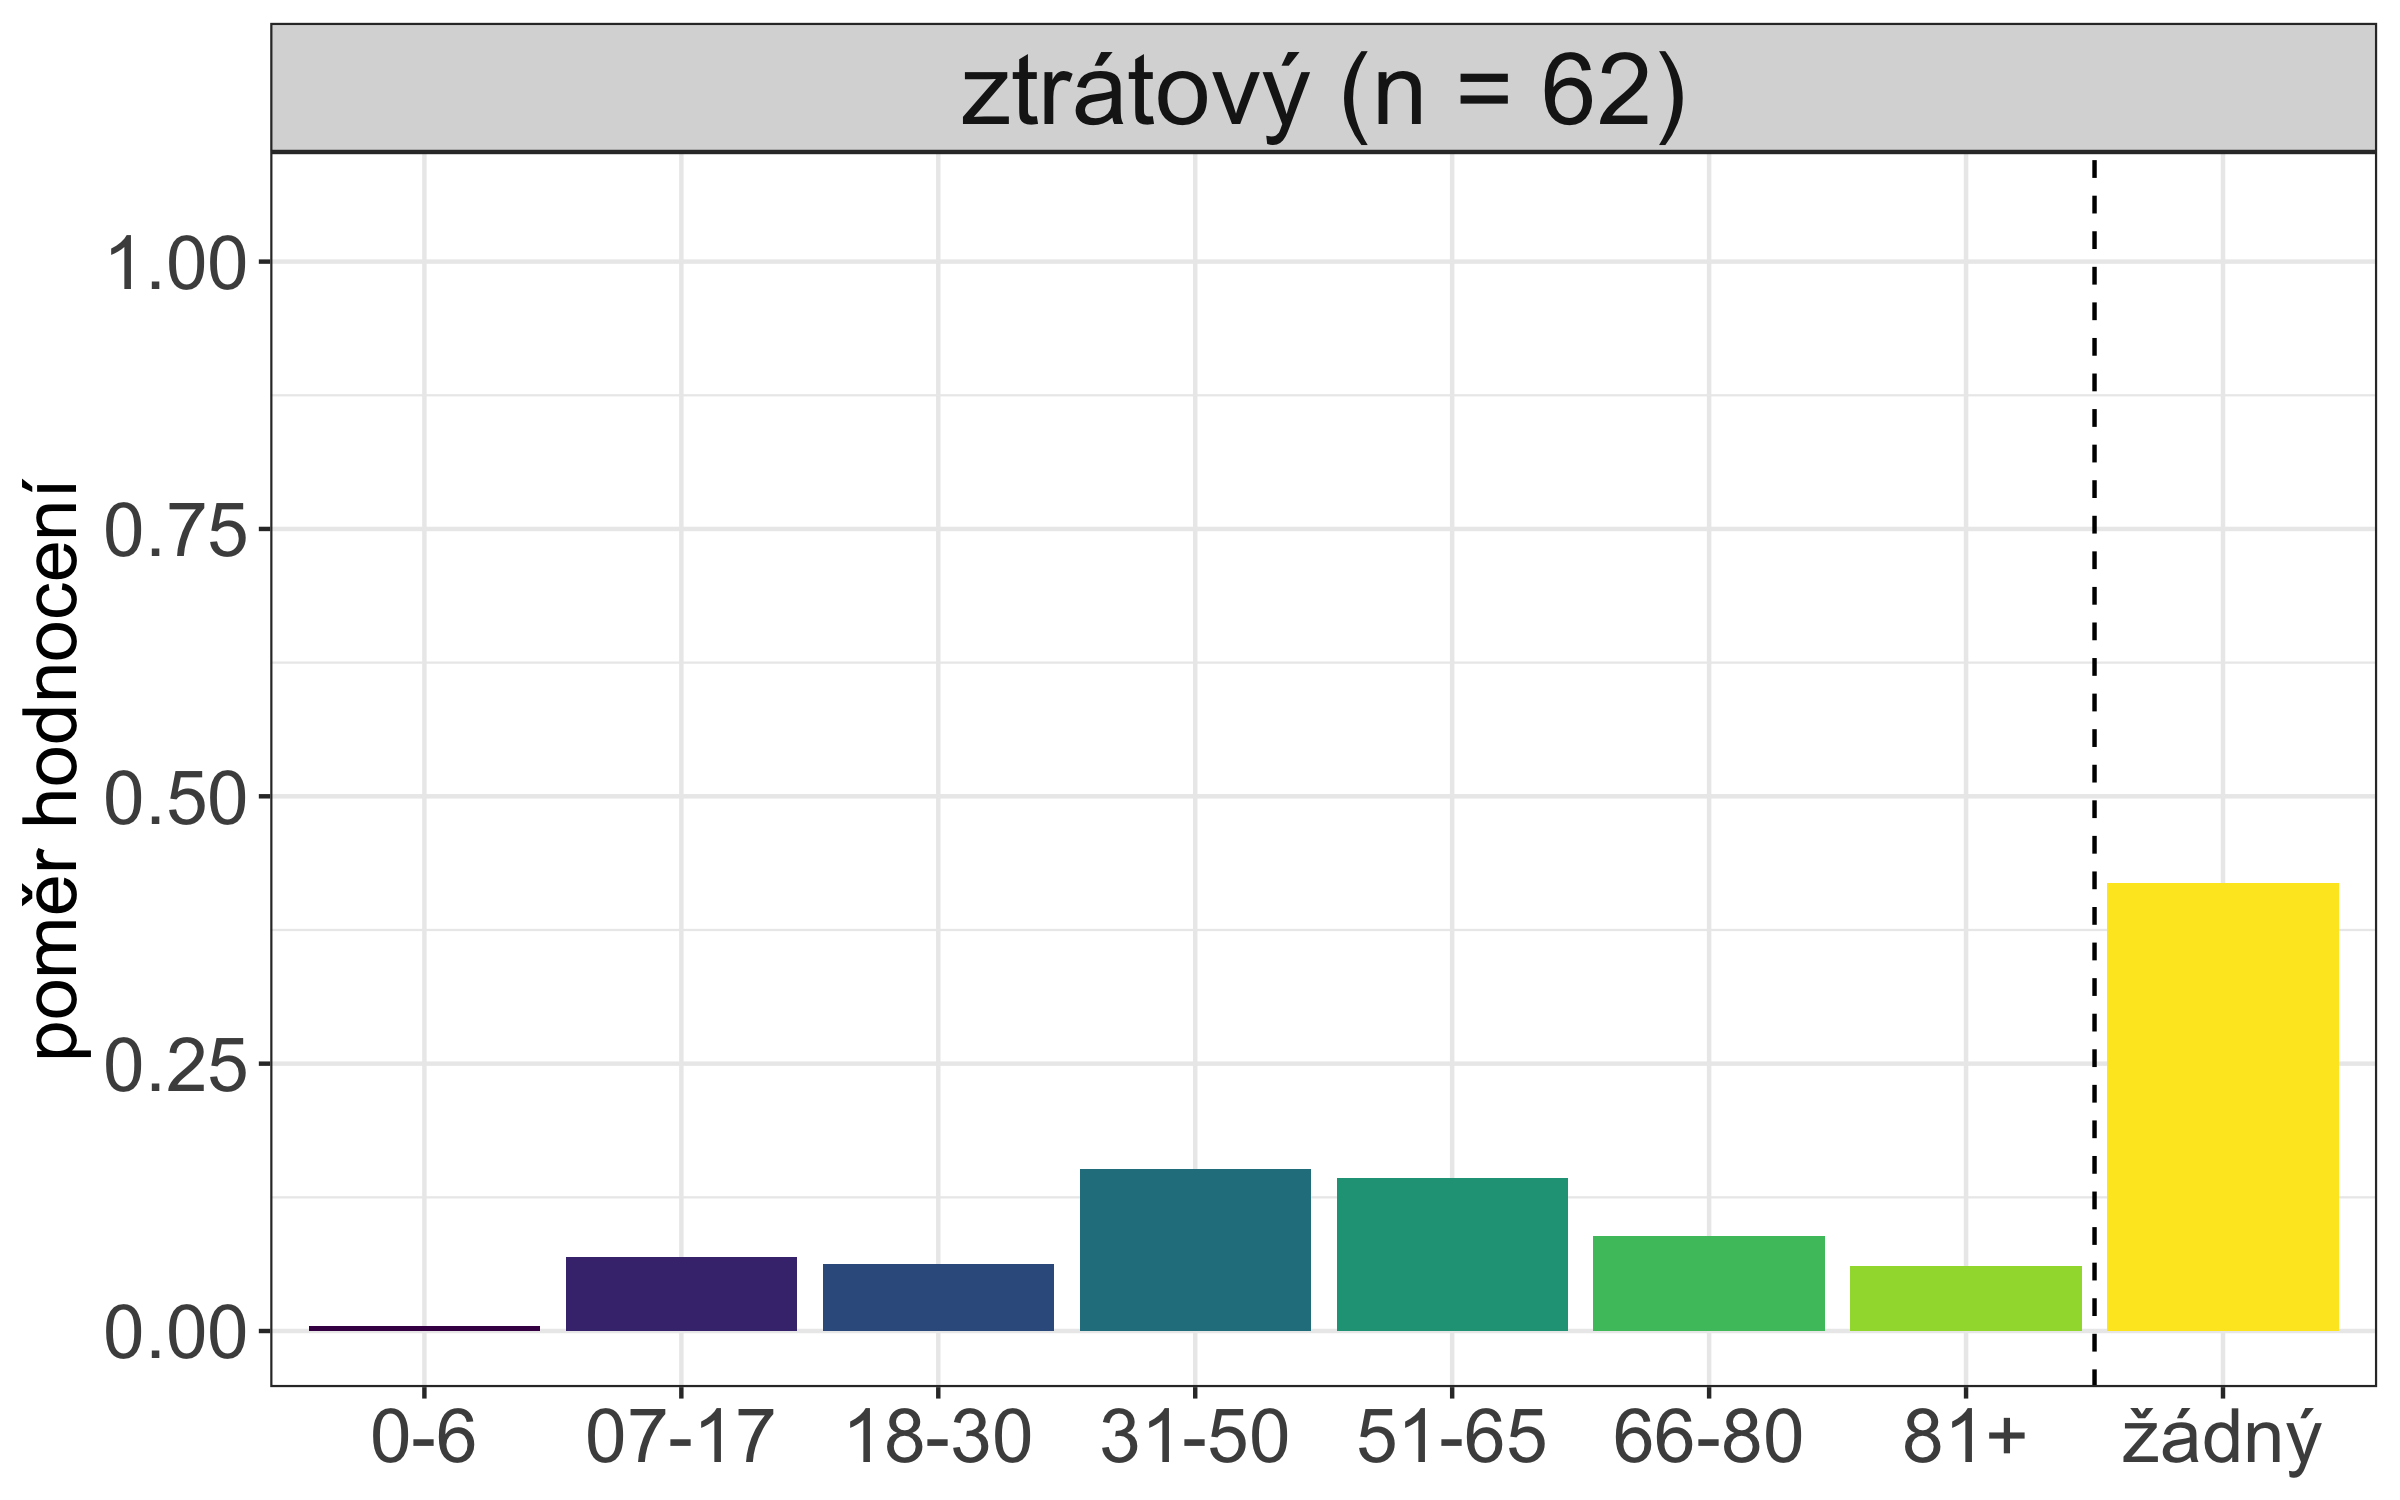 ztrátový (n = 62)
poměr hodnocení
1.00
0.75
0.50
0.25
0.00
0-6 07-17 18-30 31-50 51-65 66-80 81+ žádný